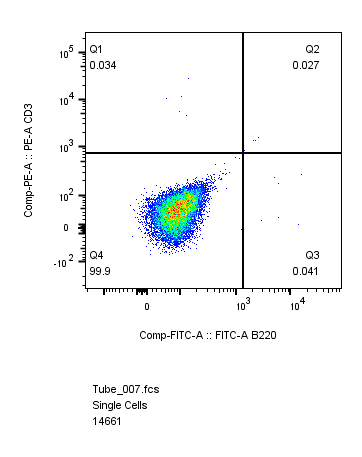 Q1
0.034
Q2
0.027
10^5
10^4
10^3
10^2
0
-10^2
Comp-PE-A :: PE-A CD3
Q4
99.9
Q3
0.041
0
10^3
10^4
Comp-FITC-A :: FITC-A B220
Tube_007.fcs
Single Cells
14661